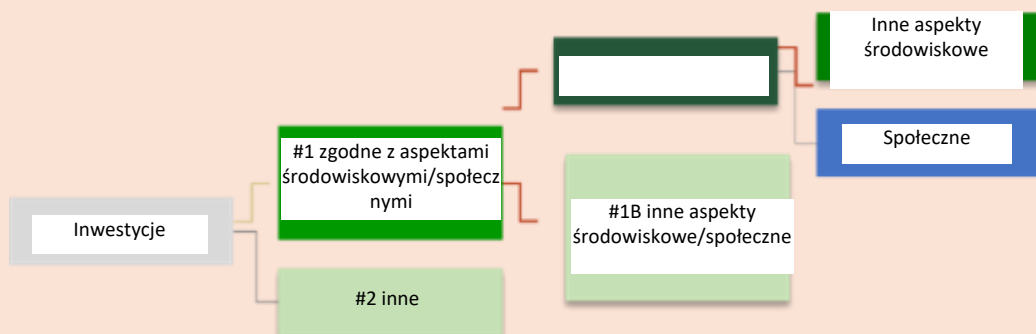 Inwestycje
#1 zgodne z aspektami
środowiskowymi/społecz
nymi
#2 inne
#1B inne aspekty
środowiskowe/społeczne
Inne aspekty
środowiskowe
Społeczne